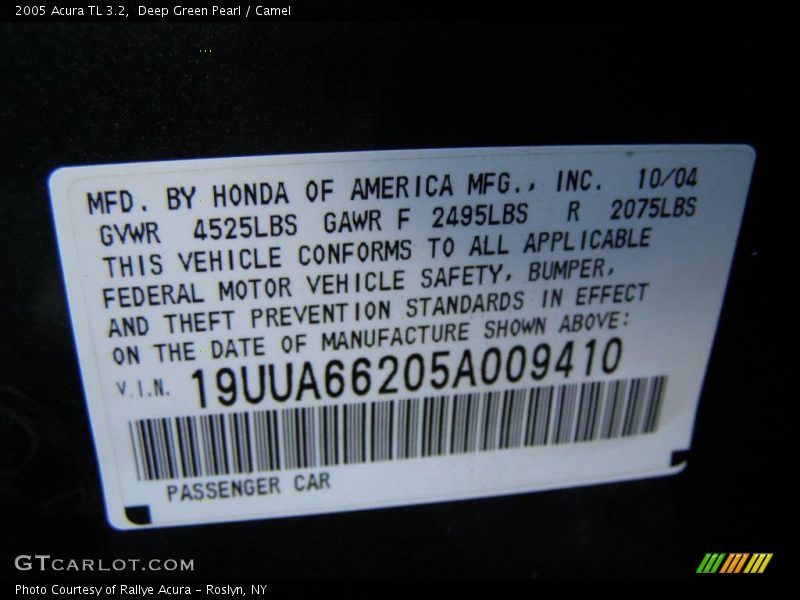 2005 Acura TL 3.2,  Deep Green Pearl / Camel
MFD. BY HONDA OF AMERICA MFG., INC. 10/04
GVWR 4525LBS GAWR F 2495LBS R 2075LBS
THIS VEHICLE CONFORMS TO ALL APPLICABLE
FEDERAL MOTOR VEHICLE SAFETY, BUMPER,
AND THEFT PREVENTION STANDARDS IN EFFECT
ON THE DATE OF MANUFACTURE SHOWN ABOVE:
V.I.N. 19UUA66205A009410
PASSENGER CAR
GTCARLOT.COM
Photo Courtesy of Rallye Acura - Roslyn, NY